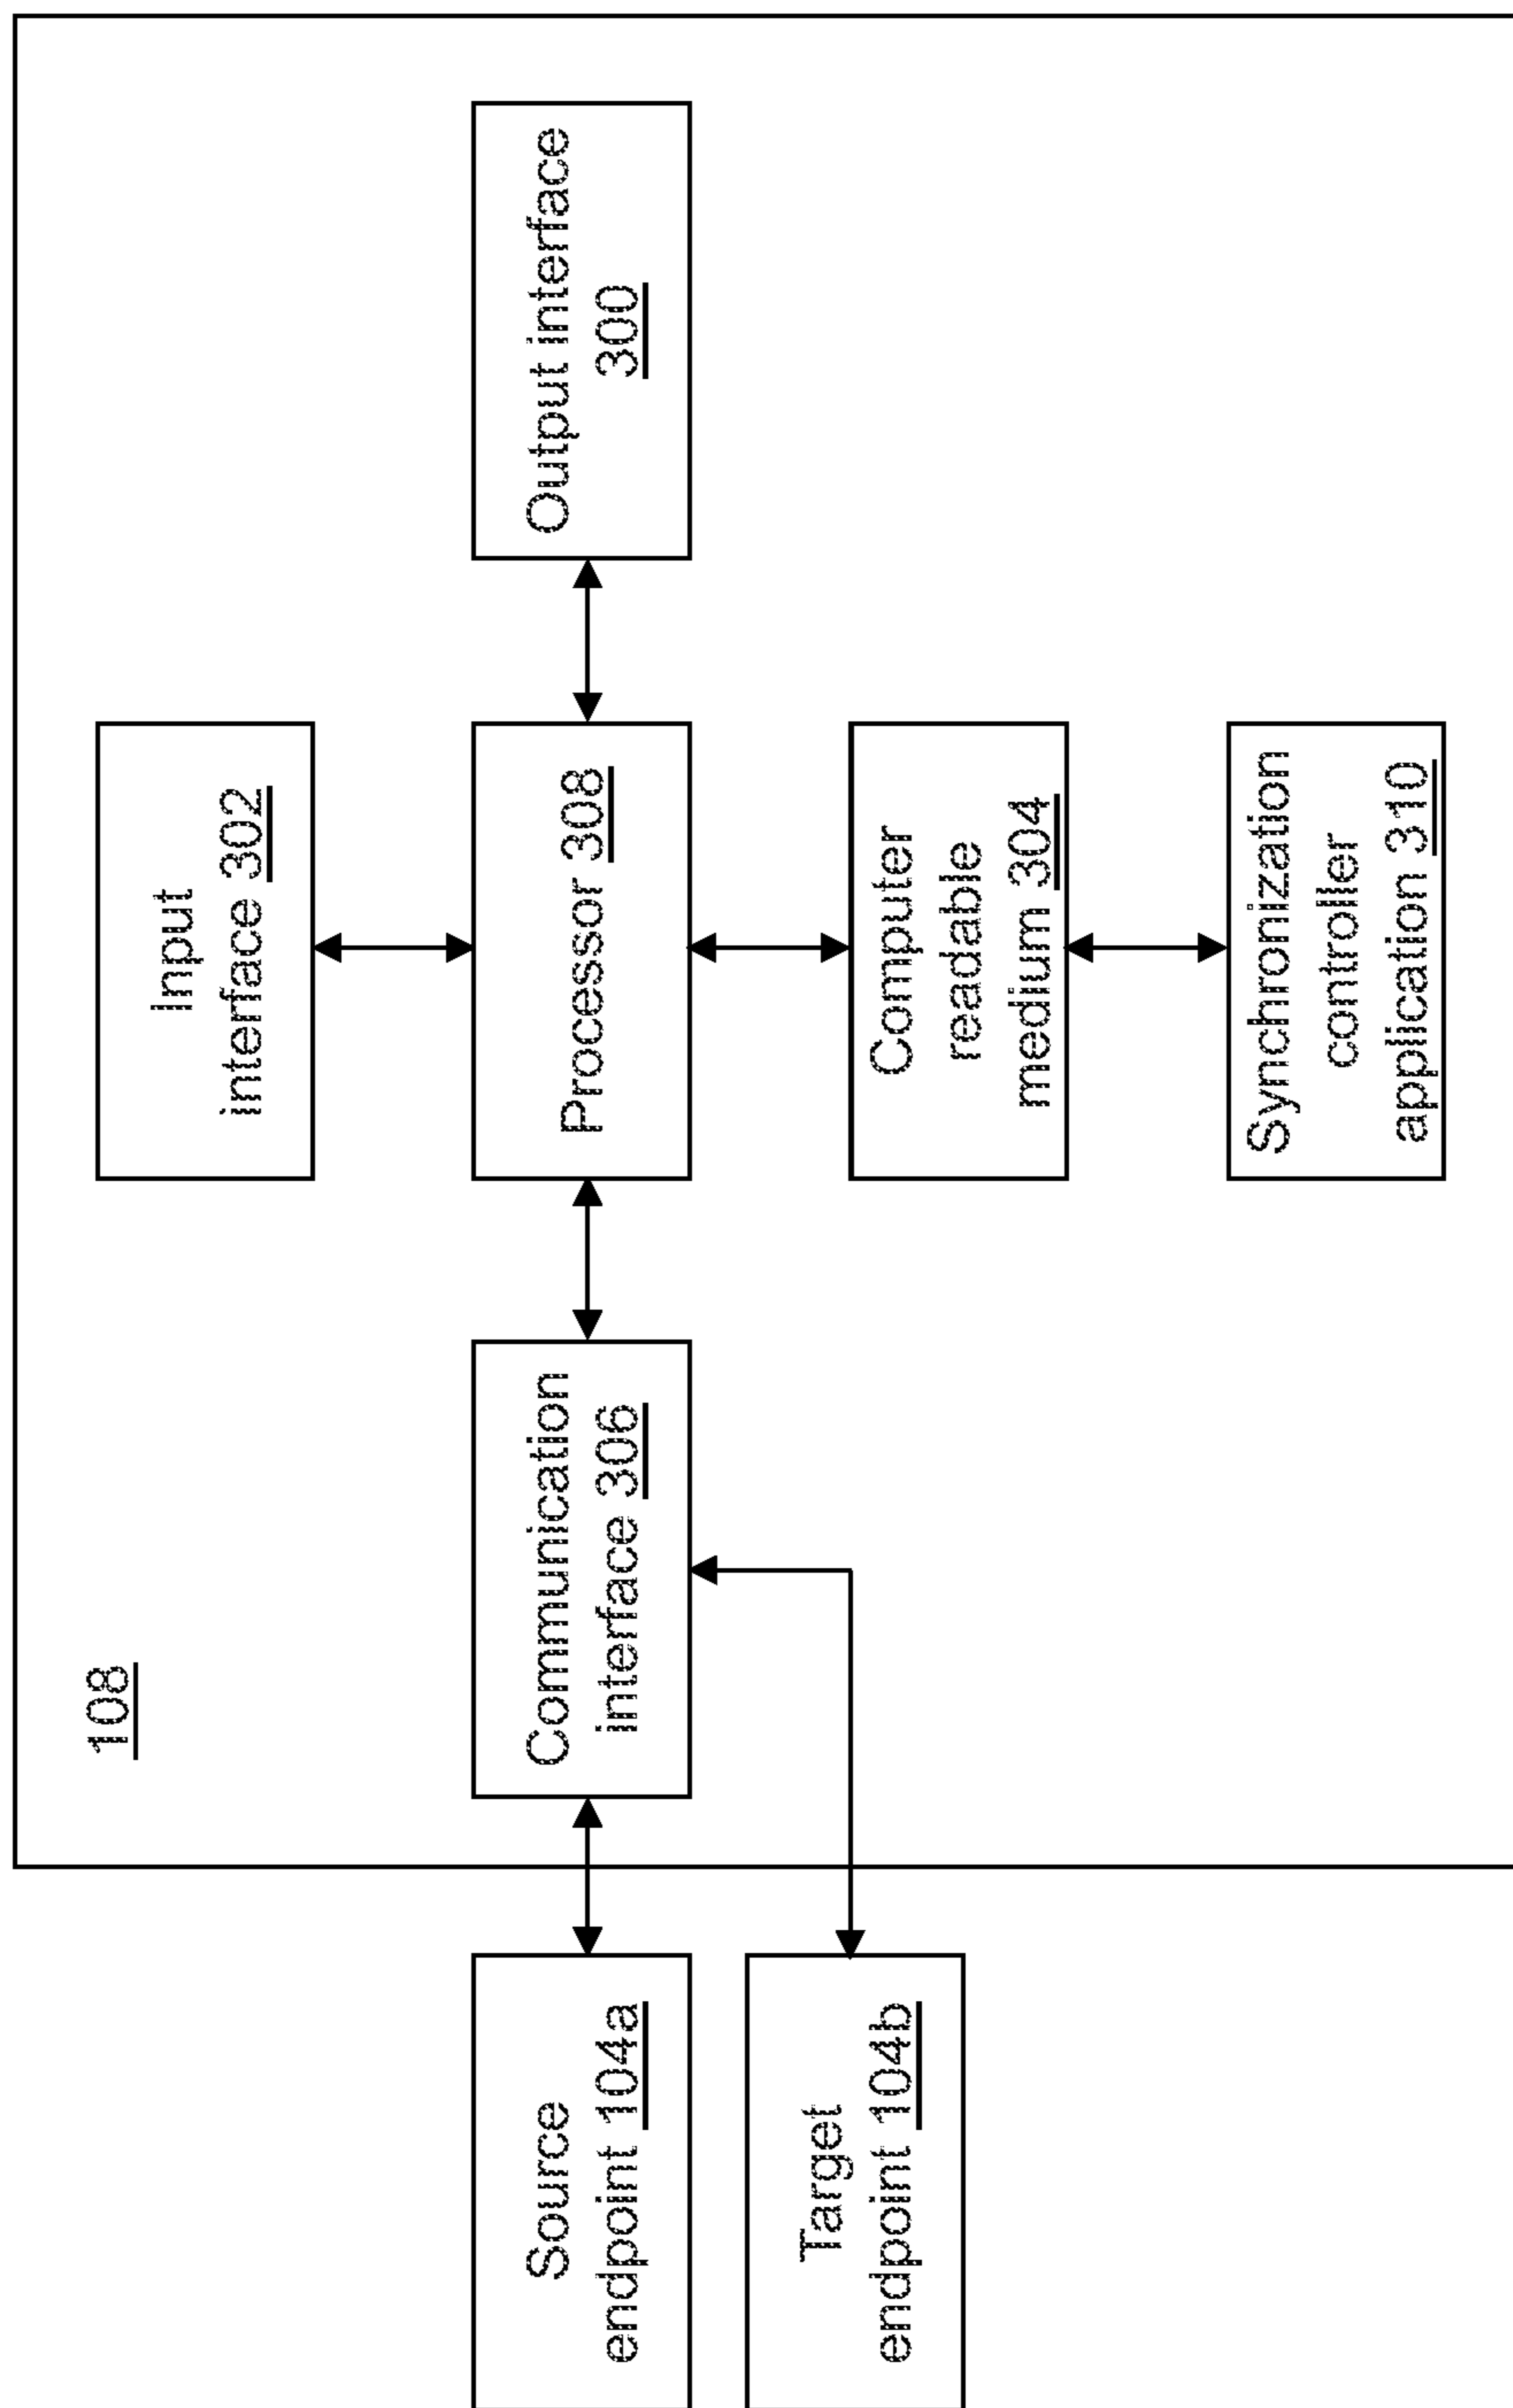 108
Input
interface 302
Source
endpoint 104a
Communication
interface 306
Processor 308
Output interface
300
Target
endpoint 104b
Computer
readable
medium 304
Synchronization
controller
application 310